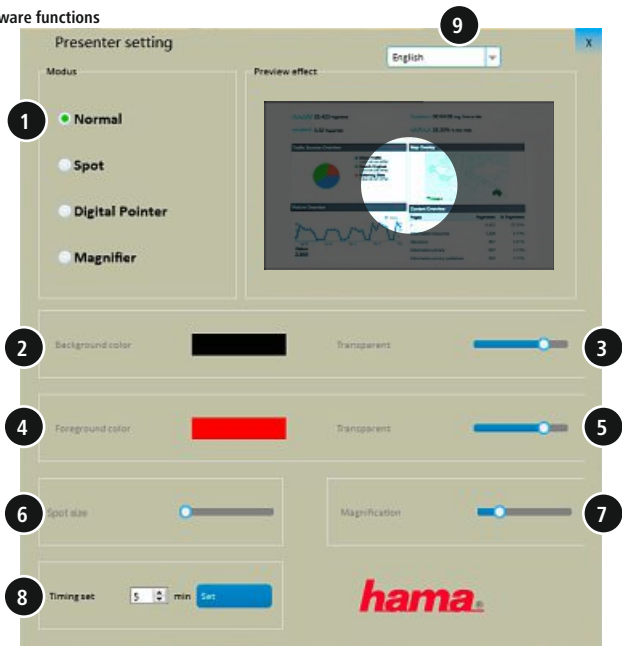 ware functions
9
Presenter setting
x
English
Modus
Preview effect
1
Normal
Spot
Digital Pointer
Magnifier
2
Background color
Transparent
3
4
Foreground color
Transparent
5
6
Spot size
Magnification
7
8
Timing set
5
min
Set
hama